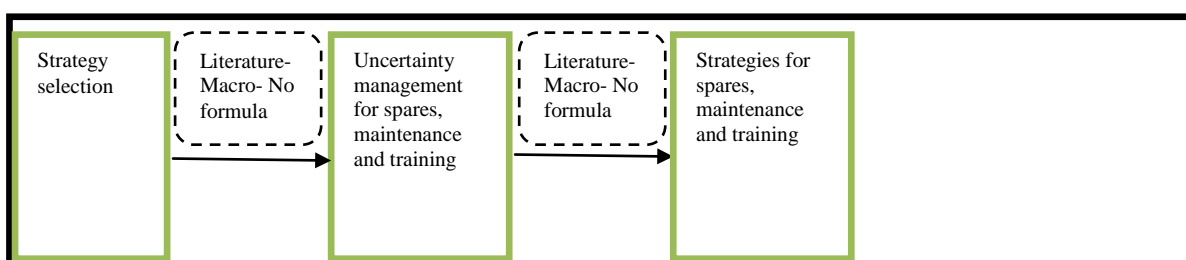 Strategy
selection
Literature-
Macro- No
formula
Uncertainty
management
for spares,
maintenance
and training
Literature-
Macro- No
formula
Strategies for
spares,
maintenance
and training